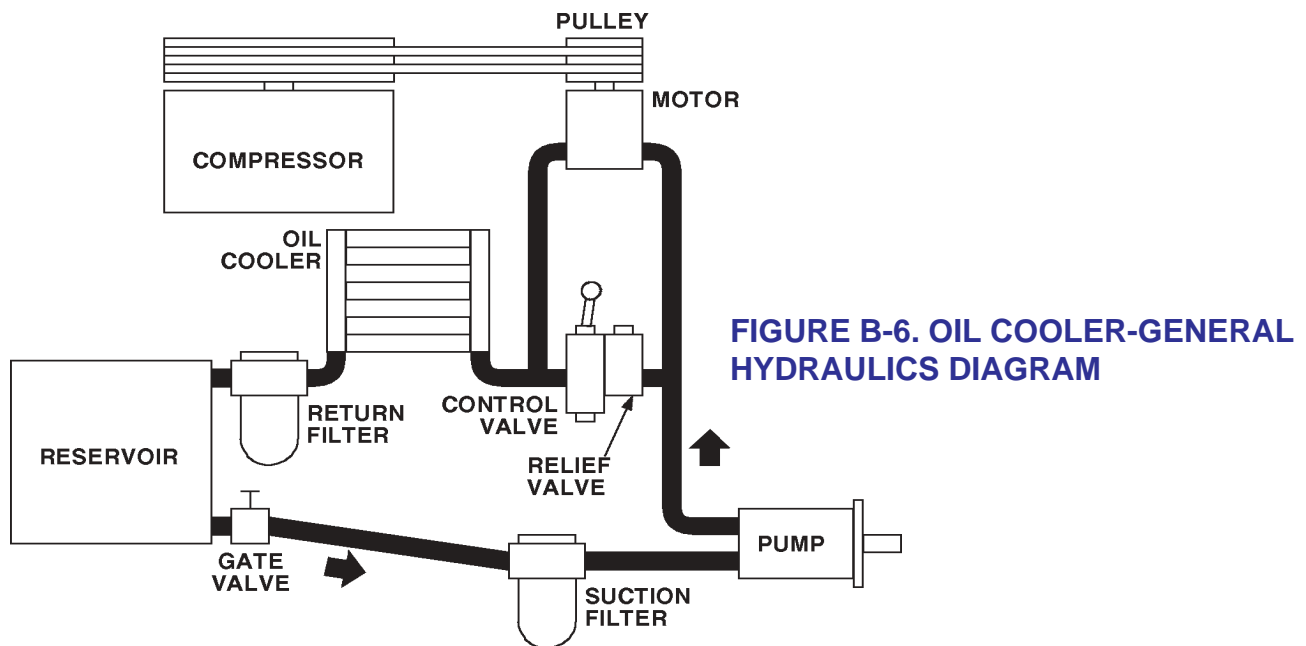 PULLEY
MOTOR
COMPRESSOR
OIL
COOLER
FIGURE B-6. OIL COOLER-GENERAL
HYDRAULICS DIAGRAM
CONTROL
VALVE
RETURN
FILTER
RESERVOIR
RELIEF
VALVE
PUMP
GATE
VALVE
SUCTION
FILTER